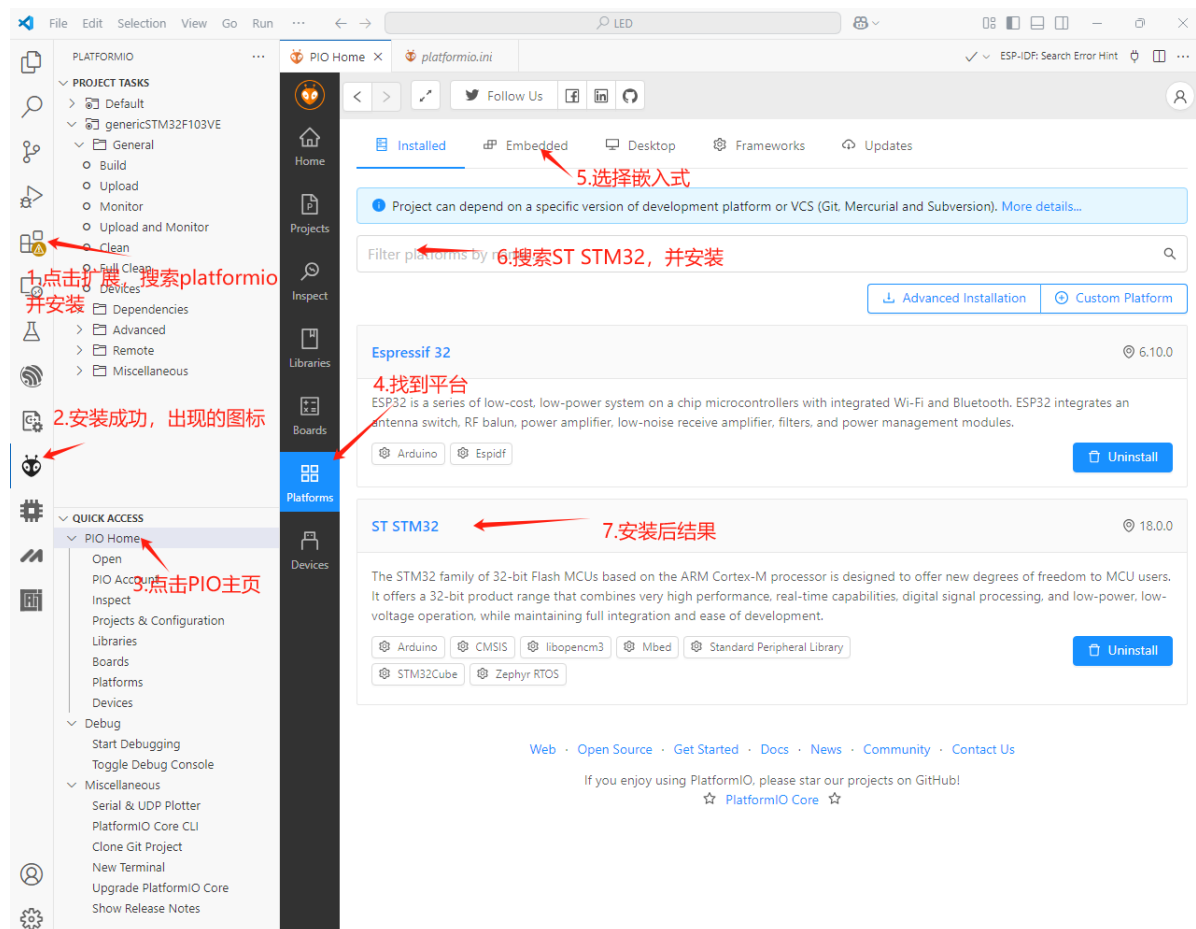 File Edit Selection View Go Run ··· LED
PLATFORMIO ···
PIO Home platformio.ini
ESP-IDF: Search Error Hint ···
PROJECT TASKS
Default
genericSTM32F103VE
General
Build
Upload
Monitor
Upload and Monitor
Clean
Full Clean
Devices
Dependencies
Advanced
Remote
Miscellaneous
1.点击扩展，搜索platformio
并安装
2.安装成功，出现的图标
QUICK ACCESS
PIO Home
Open
PIO Account
3.点击PIO主页
Inspect
Projects & Configuration
Libraries
Boards
Platforms
Devices
Debug
Start Debugging
Toggle Debug Console
Miscellaneous
Serial & UDP Plotter
PlatformIO Core CLI
Clone Git Project
New Terminal
Upgrade PlatformIO Core
Show Release Notes
Home
Projects
Inspect
Libraries
Boards
Platforms
Devices
Follow Us
Installed Embedded Desktop Frameworks Updates
5.选择嵌入式
Project can depend on a specific version of development platform or VCS (Git, Mercurial and Subversion). More details...
Filter platforms by name
6.搜索ST STM32，并安装
Advanced Installation Custom Platform
Espressif 32 6.10.0
4.找到平台
ESP32 is a series of low-cost, low-power system on a chip microcontrollers with integrated Wi-Fi and Bluetooth. ESP32 integrates an
antenna switch, RF balun, power amplifier, low-noise receive amplifier, filters, and power management modules.
Arduino Espidf
Uninstall
ST STM32 18.0.0
7.安装后结果
The STM32 family of 32-bit Flash MCUs based on the ARM Cortex-M processor is designed to offer new degrees of freedom to MCU users.
It offers a 32-bit product range that combines very high performance, real-time capabilities, digital signal processing, and low-power, low-
voltage operation, while maintaining full integration and ease of development.
Arduino CMSIS libopencm3 Mbed Standard Peripheral Library
Uninstall
STM32Cube Zephyr RTOS
Web · Open Source · Get Started · Docs · News · Community · Contact Us
If you enjoy using PlatformIO, please star our projects on GitHub!
PlatformIO Core